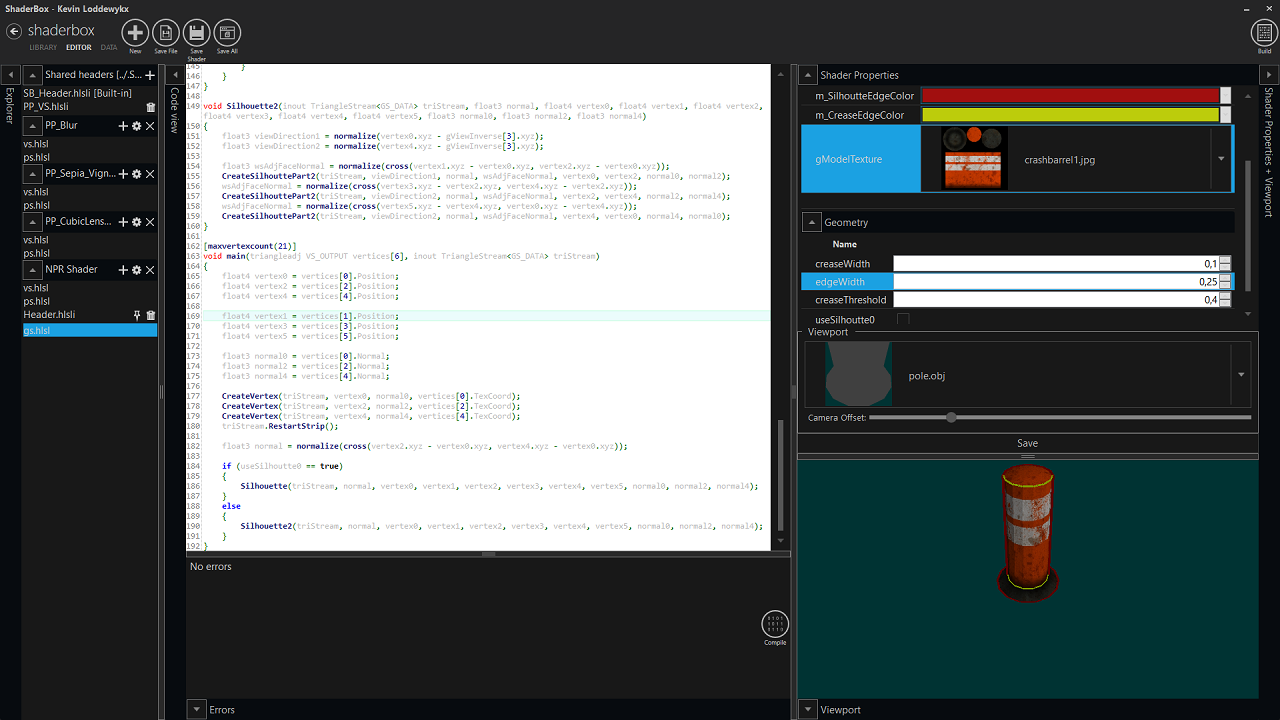 ShaderBox - Kevin Loddewykx
shaderbox
LIBRARY EDITOR DATA
New
Save File
Save Shader
Save All
Build
Explorer
Shared headers [../.S...
SB_Header.hlsli [Built-in]
PP_VS.hlsli
PP_Blur
vs.hlsl
ps.hlsl
PP_Sepia_Vign...
vs.hlsl
ps.hlsl
PP_CubicLens...
vs.hlsl
ps.hlsl
NPR Shader
vs.hlsl
ps.hlsl
Header.hlsli
gs.hlsl
Code view
145
146 }
147 }
148
149 void Silhouette2(inout TriangleStream<GS_DATA> triStream, float3 normal, float4 vertex0, float4 vertex1, float4 vertex2,
float4 vertex3, float4 vertex4, float4 vertex5, float3 normal0, float3 normal2, float3 normal4)
150 {
151 float3 viewDirection1 = normalize(vertex0.xyz - gViewInverse[3].xyz);
152 float3 viewDirection2 = normalize(vertex4.xyz - gViewInverse[3].xyz);
153
154 float3 wsAdjFaceNormal = normalize(cross(vertex1.xyz - vertex0.xyz, vertex2.xyz - vertex0.xyz));
155 CreateSilhouttePart2(triStream, viewDirection1, normal, wsAdjFaceNormal, vertex0, vertex2, normal0, normal2);
156 wsAdjFaceNormal = normalize(cross(vertex3.xyz - vertex2.xyz, vertex4.xyz - vertex2.xyz));
157 CreateSilhouttePart2(triStream, viewDirection2, normal, wsAdjFaceNormal, vertex2, vertex4, normal2, normal4);
158 wsAdjFaceNormal = normalize(cross(vertex5.xyz - vertex4.xyz, vertex0.xyz - vertex4.xyz));
159 CreateSilhouttePart2(triStream, viewDirection2, normal, wsAdjFaceNormal, vertex4, vertex0, normal4, normal0);
160 }
161
162 [maxvertexcount(21)]
163 void main(triangleadj VS_OUTPUT vertices[6], inout TriangleStream<GS_DATA> triStream)
164 {
165 float4 vertex0 = vertices[0].Position;
166 float4 vertex2 = vertices[2].Position;
167 float4 vertex4 = vertices[4].Position;
168
169 float4 vertex1 = vertices[1].Position;
170 float4 vertex3 = vertices[3].Position;
171 float4 vertex5 = vertices[5].Position;
172
173 float3 normal0 = vertices[0].Normal;
174 float3 normal2 = vertices[2].Normal;
175 float3 normal4 = vertices[4].Normal;
176
177 CreateVertex(triStream, vertex0, normal0, vertices[0].TexCoord);
178 CreateVertex(triStream, vertex2, normal2, vertices[2].TexCoord);
179 CreateVertex(triStream, vertex4, normal4, vertices[4].TexCoord);
180 triStream.RestartStrip();
181
182 float3 normal = normalize(cross(vertex2.xyz - vertex0.xyz, vertex4.xyz - vertex0.xyz));
183
184 if (useSilhoutte0 == true)
185 {
186 Silhouette(triStream, normal, vertex0, vertex1, vertex2, vertex3, vertex4, vertex5, normal0, normal2, normal4);
187 }
188 else
189 {
190 Silhouette2(triStream, normal, vertex0, vertex1, vertex2, vertex3, vertex4, vertex5, normal0, normal2, normal4);
191 }
192 }
No errors
Compile
Errors
Shader Properties
m_SilhoutteEdgeColor
m_CreaseEdgeColor
gModelTexture
crashbarrel1.jpg
Geometry
Name
creaseWidth 0,1
edgeWidth 0,25
creaseThreshold 0,4
useSilhoutte0
Viewport
pole.obj
Camera Offset:
Save
Viewport
Shader Properties + Viewport